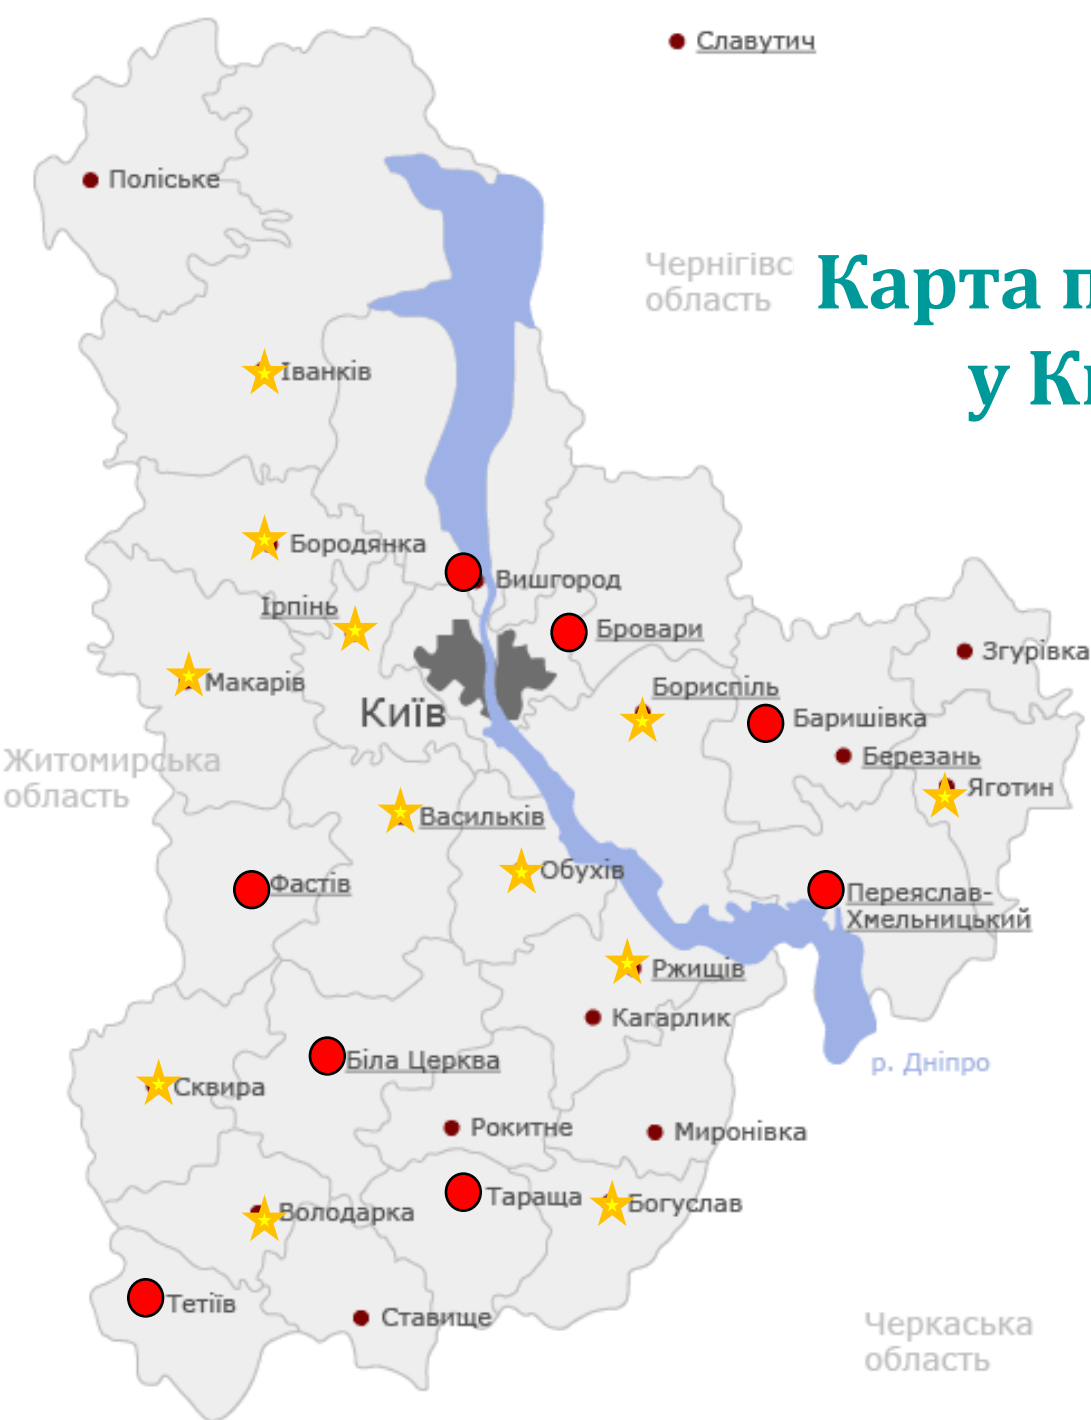 Славутич
Поліське
Чернігівс
область
Карта п
у К
Іванків
Бородянка
Вишгород
Ірпінь
Бровари
Згурівка
Макарів
Бориспіль
Київ
Баришівка
Березань
Житомирська
область
Яготин
Васильків
Обухів
Фастів
Переяслав-
Хмельницький
Ржищів
Кагарлик
Біла Церква
р. Дніпро
Сквира
Рокитне
Миронівка
Тараща
Богуслав
Володарка
Тетіїв
Ставище
Черкаська
область